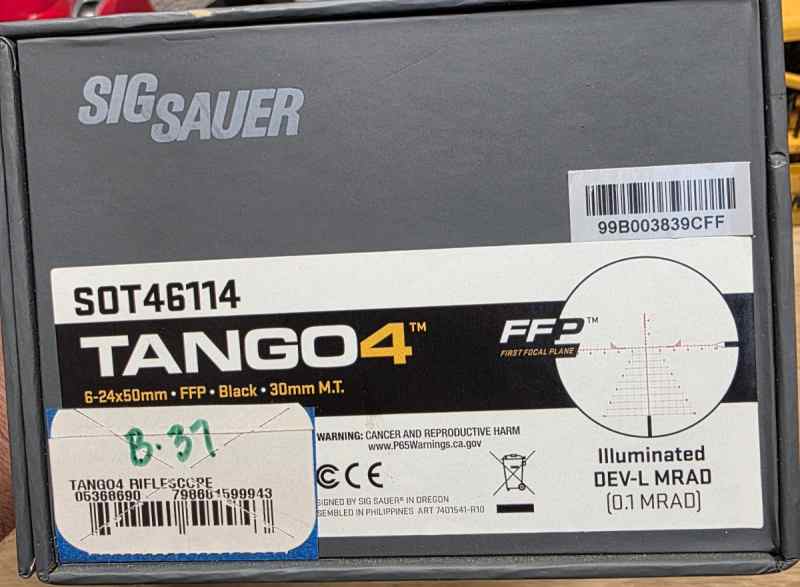 SIG SAUER
99B003839CFF
SOT46114
TANGO4™
FFP™
FIRST FOCAL PLANE
6-24x50mm • FFP • Black • 30mm M.T.
8.37
TANGO4 RIFLESCOPE
05368690 798681599943
WARNING: CANCER AND REPRODUCTIVE HARM
www.P65Warnings.ca.gov
CE
SIGNED BY SIG SAUER® IN OREGON
SEMBLED IN PHILIPPINES ART 7401541-R10
Illuminated
DEV-L MRAD
(0.1 MRAD)